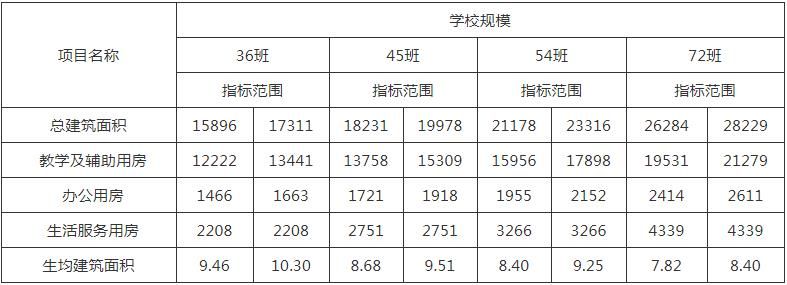 项目名称 学校规模
36班 45班 54班 72班
指标范围 指标范围 指标范围 指标范围
总建筑面积 15896 17311 18231 19978 21178 23316 26284 28229
教学及辅助用房 12222 13441 13758 15309 15956 17898 19531 21279
办公用房 1466 1663 1721 1918 1955 2152 2414 2611
生活服务用房 2208 2208 2751 2751 3266 3266 4339 4339
生均建筑面积 9.46 10.30 8.68 9.51 8.40 9.25 7.82 8.40